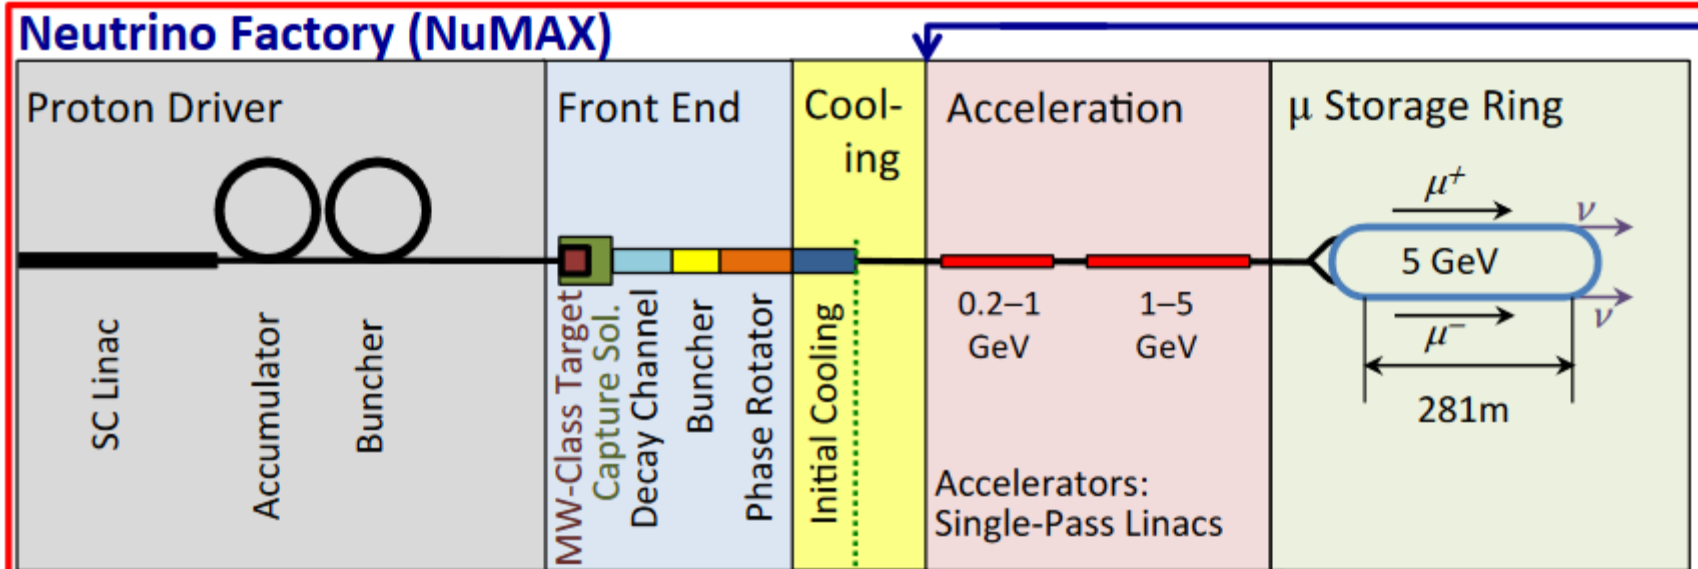 Neutrino Factory (NuMAX)
Proton Driver
SC Linac
Accumulator
Buncher
Front End
MW-Class Target
Capture Sol.
Decay Channel
Buncher
Phase Rotator
Cool-
ing
Initial Cooling
Acceleration
0.2–1
GeV
1–5
GeV
Accelerators:
Single-Pass Linacs
μ Storage Ring
μ+
ν
5 GeV
ν
μ−
281m